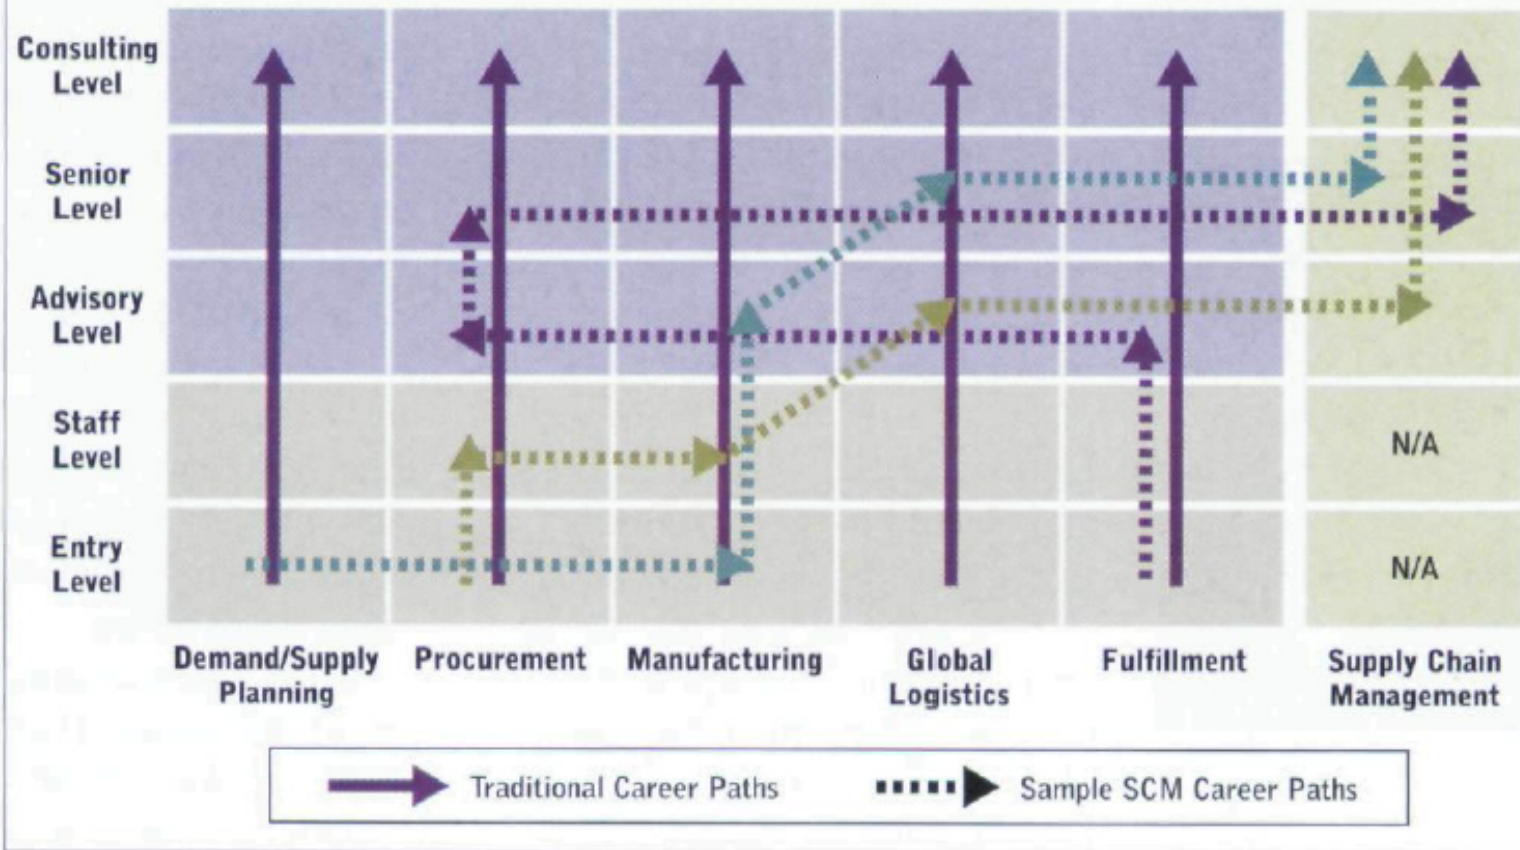 Consulting
Level
Senior
Level
Advisory
Level
Staff
Level
N/A
Entry
Level
N/A
Demand/Supply
Planning
Procurement
Manufacturing
Global
Logistics
Fulfillment
Supply Chain
Management
Traditional Career Paths
Sample SCM Career Paths